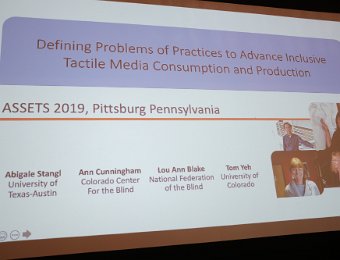 Defining Problems of Practices to Advance Inclusive
Tactile Media Consumption and Production
ASSETS 2019, Pittsburg Pennsylvania
Abigale Stangl
University of
Texas-Austin
Ann Cunningham
Colorado Center
For the Blind
Lou Ann Blake
National Federation
of the Blind
Tom Yeh
University of
Colorado